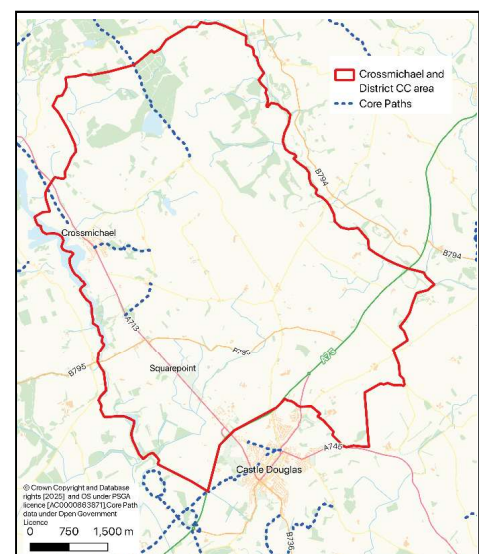 Crossmichael and
District CC area
Core Paths
B794
Crossmichael
B794
A713
B795
Squarepoint
A75
A745
Castle Douglas
B736
© Crown Copyright and Database
rights [2025] and OS under PSGA
licence [AC0000863871].Core Path
data under Open Government
Licence
0 750 1,500 m